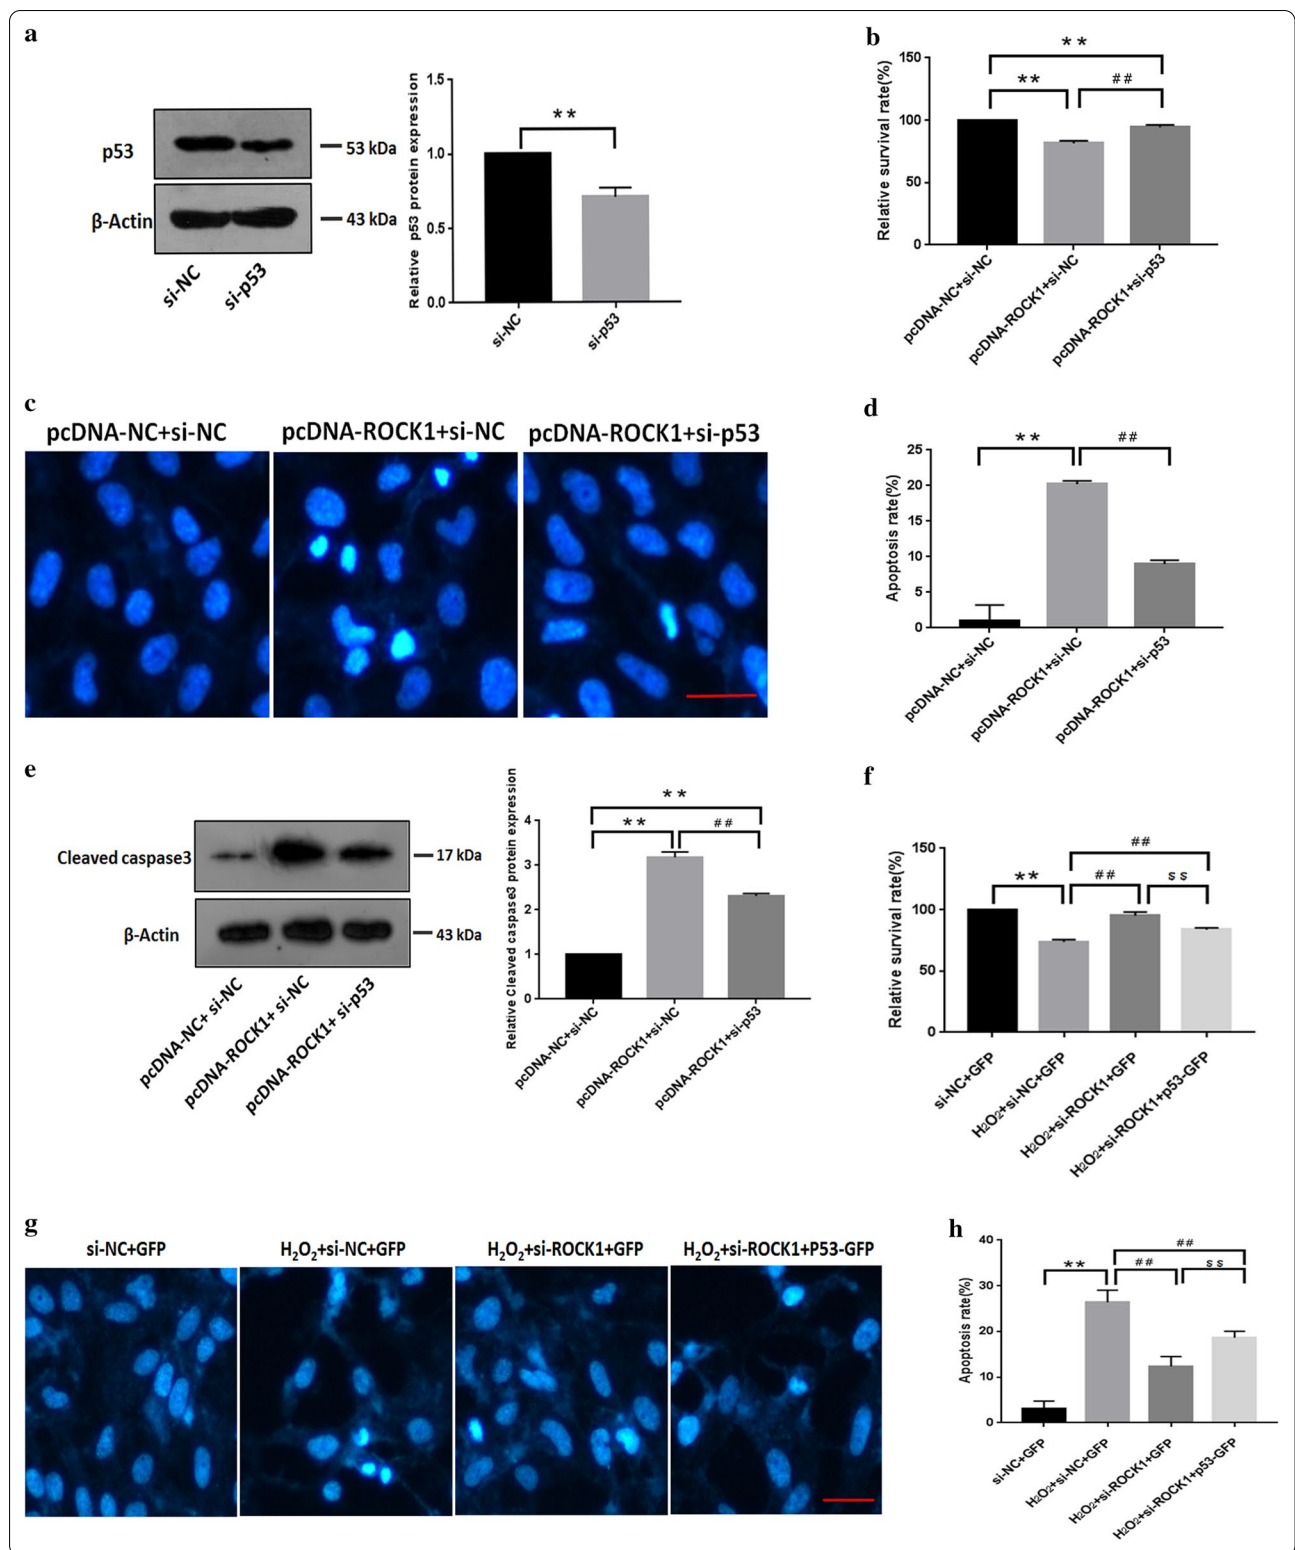 a
p53
53 kDa
β-Actin
43 kDa
si-NC
si-p53
Relative p53 protein expression
1.5
1.0
0.5
0.0
**
si-NC
si-p53
b
Relative survival rate(%)
150
100
50
0
**
**
##
pcDNA-NC+si-NC
pcDNA-ROCK1+si-NC
pcDNA-ROCK1+si-p53
c
pcDNA-NC+si-NC
pcDNA-ROCK1+si-NC
pcDNA-ROCK1+si-p53
d
Apoptosis rate(%)
25
20
15
10
5
0
**
##
pcDNA-NC+si-NC
pcDNA-ROCK1+si-NC
pcDNA-ROCK1+si-p53
e
Cleaved caspase3
17 kDa
β-Actin
43 kDa
pcDNA-NC+ si-NC
pcDNA-ROCK1+ si-NC
pcDNA-ROCK1+ si-p53
Relative Cleaved caspase3 protein expression
4
3
2
1
0
**
**
##
pcDNA-NC+si-NC
pcDNA-ROCK1+si-NC
pcDNA-ROCK1+si-p53
f
Relative survival rate(%)
150
100
50
0
**
##
##
ss
si-NC+GFP
H₂O₂+si-NC+GFP
H₂O₂+si-ROCK1+GFP
H₂O₂+si-ROCK1+p53-GFP
g
si-NC+GFP
H₂O₂+si-NC+GFP
H₂O₂+si-ROCK1+GFP
H₂O₂+si-ROCK1+P53-GFP
h
Apoptosis rate(%)
40
30
20
10
0
**
##
##
ss
si-NC+GFP
H₂O₂+si-NC+GFP
H₂O₂+si-ROCK1+GFP
H₂O₂+si-ROCK1+p53-GFP